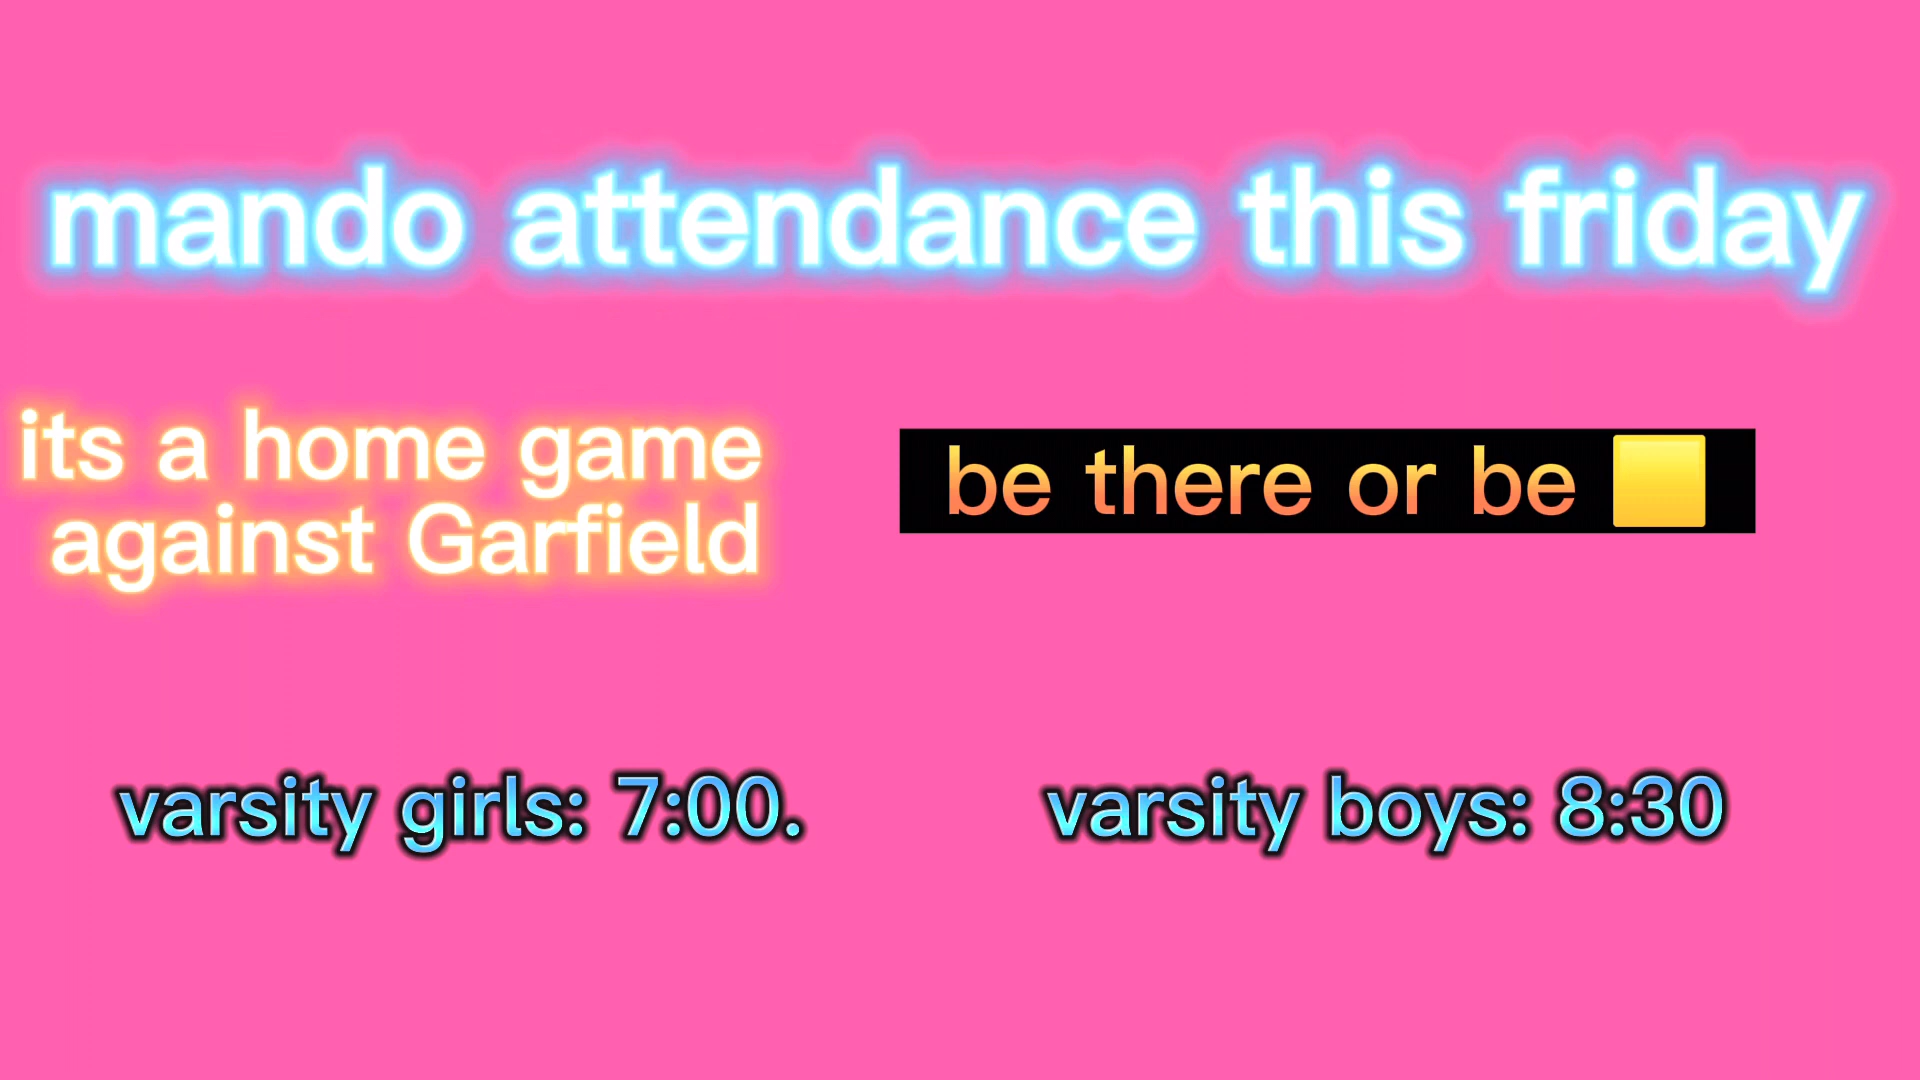 mando attendance this friday
its a home game
against Garfield
be there or be 🟨
varsity girls: 7:00.
varsity boys: 8:30